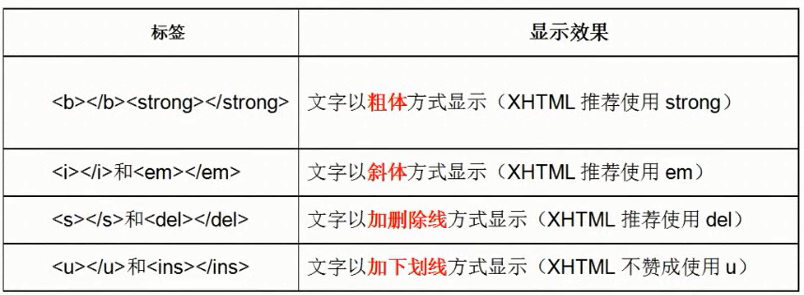 标签 显示效果
<b></b><strong></strong> 文字以粗体方式显示（XHTML 推荐使用 strong）
<i></i>和<em></em> 文字以斜体方式显示（XHTML 推荐使用 em）
<s></s>和<del></del> 文字以加删除线方式显示（XHTML 推荐使用 del）
<u></u>和<ins></ins> 文字以加下划线方式显示（XHTML 不赞成使用 u）